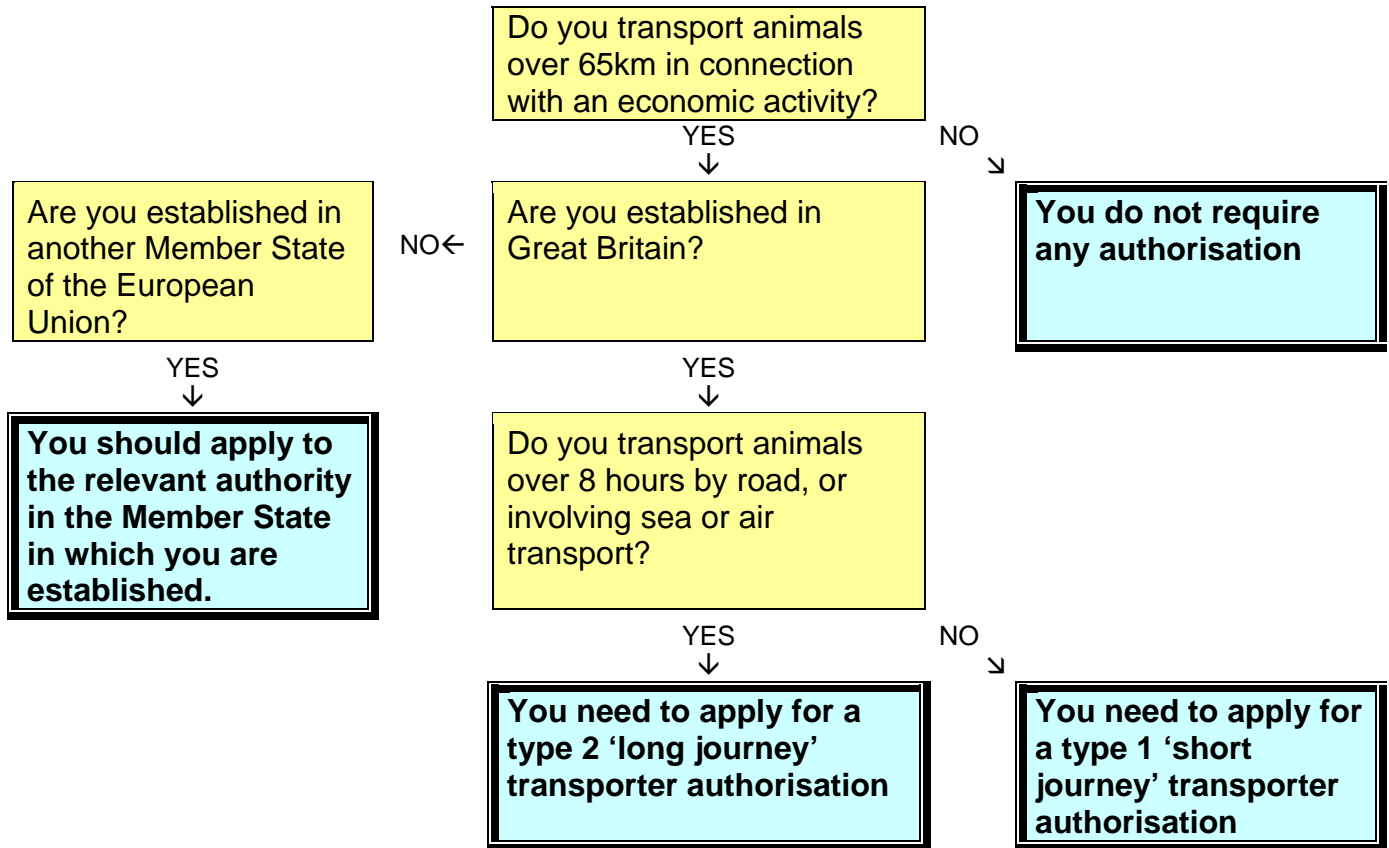 Do you transport animals
over 65km in connection
with an economic activity?
YES
NO
↓
↘
Are you established in
another Member State
of the European
Union?
NO←
Are you established in
Great Britain?
You do not require
any authorisation
YES
YES
↓
↓
You should apply to
the relevant authority
in the Member State
in which you are
established.
Do you transport animals
over 8 hours by road, or
involving sea or air
transport?
YES
NO
↓
↘
You need to apply for a
type 2 ‘long journey’
transporter authorisation
You need to apply for
a type 1 ‘short
journey’ transporter
authorisation